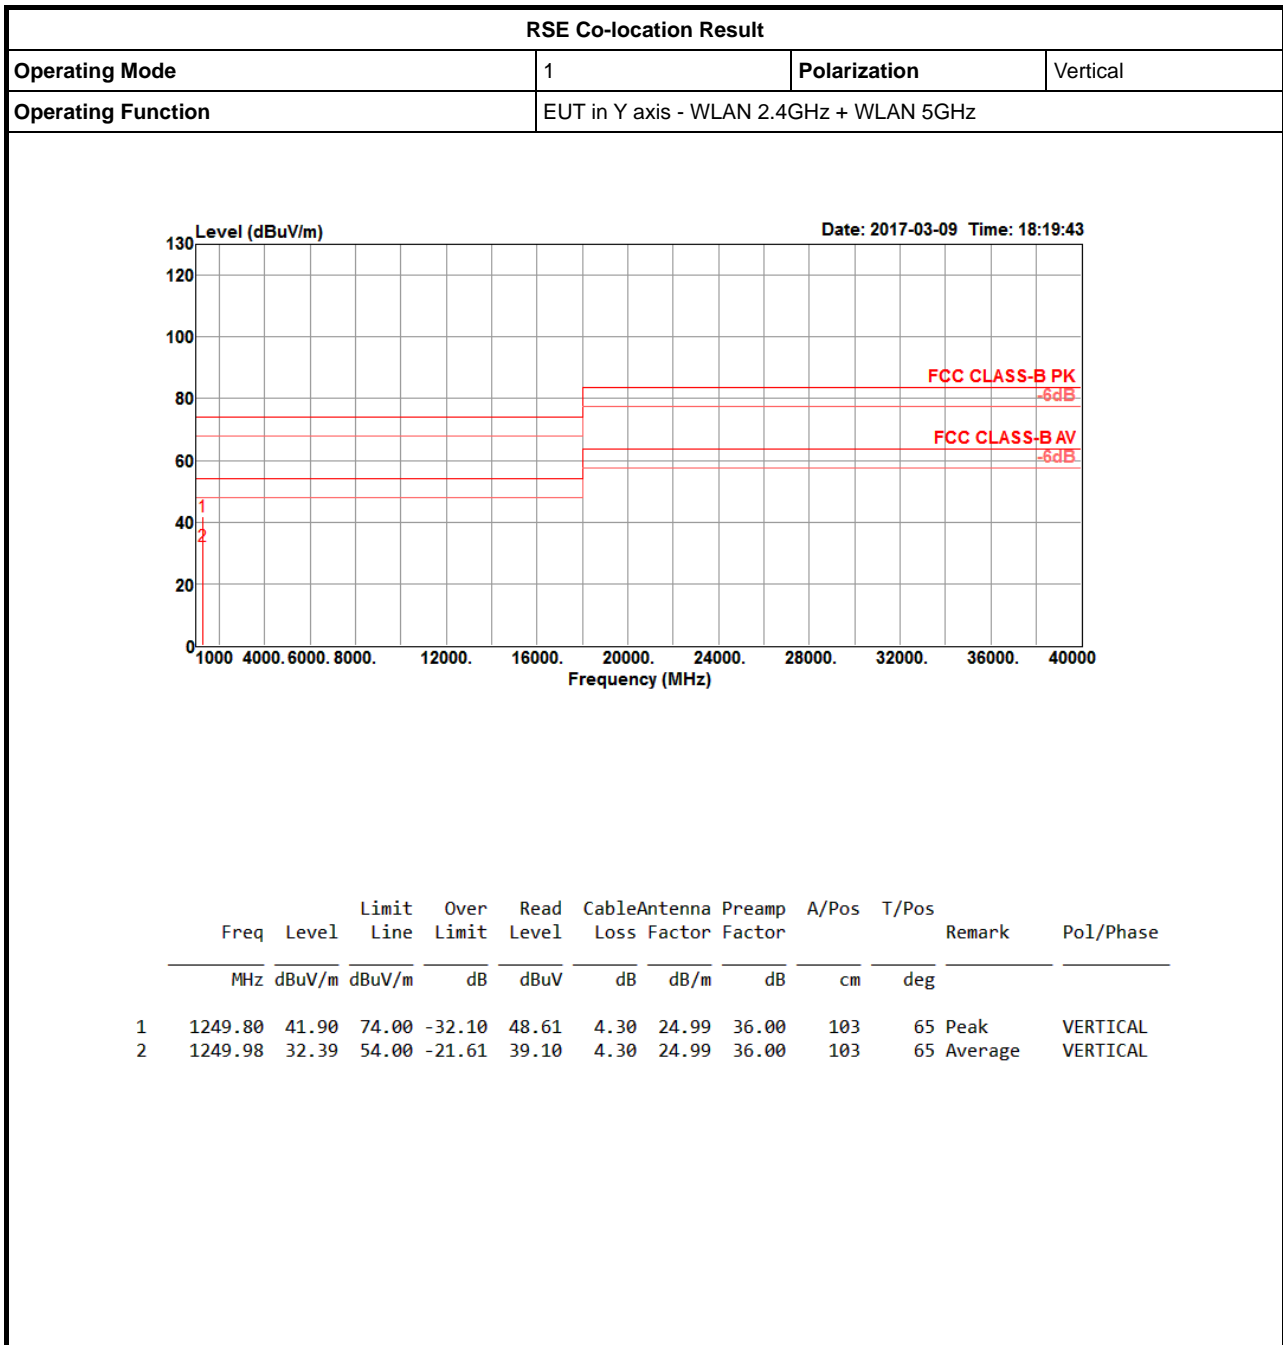 RSE Co-location Result
Operating Mode 1 Polarization Vertical
Operating Function EUT in Y axis - WLAN 2.4GHz + WLAN 5GHz
Level (dBuV/m) Date: 2017-03-09 Time: 18:19:43
130
120
100
FCC CLASS-B PK
80 -6dB
FCC CLASS-B AV
60 -6dB
1
40
2
20
0
1000 4000. 6000. 8000. 12000. 16000. 20000. 24000. 28000. 32000. 36000. 40000
Frequency (MHz)
Limit Over Read CableAntenna Preamp A/Pos T/Pos
Freq Level Line Limit Level Loss Factor Factor Remark Pol/Phase
MHz dBuV/m dBuV/m dB dBuV dB dB/m dB cm deg
1 1249.80 41.90 74.00 -32.10 48.61 4.30 24.99 36.00 103 65 Peak VERTICAL
2 1249.98 32.39 54.00 -21.61 39.10 4.30 24.99 36.00 103 65 Average VERTICAL